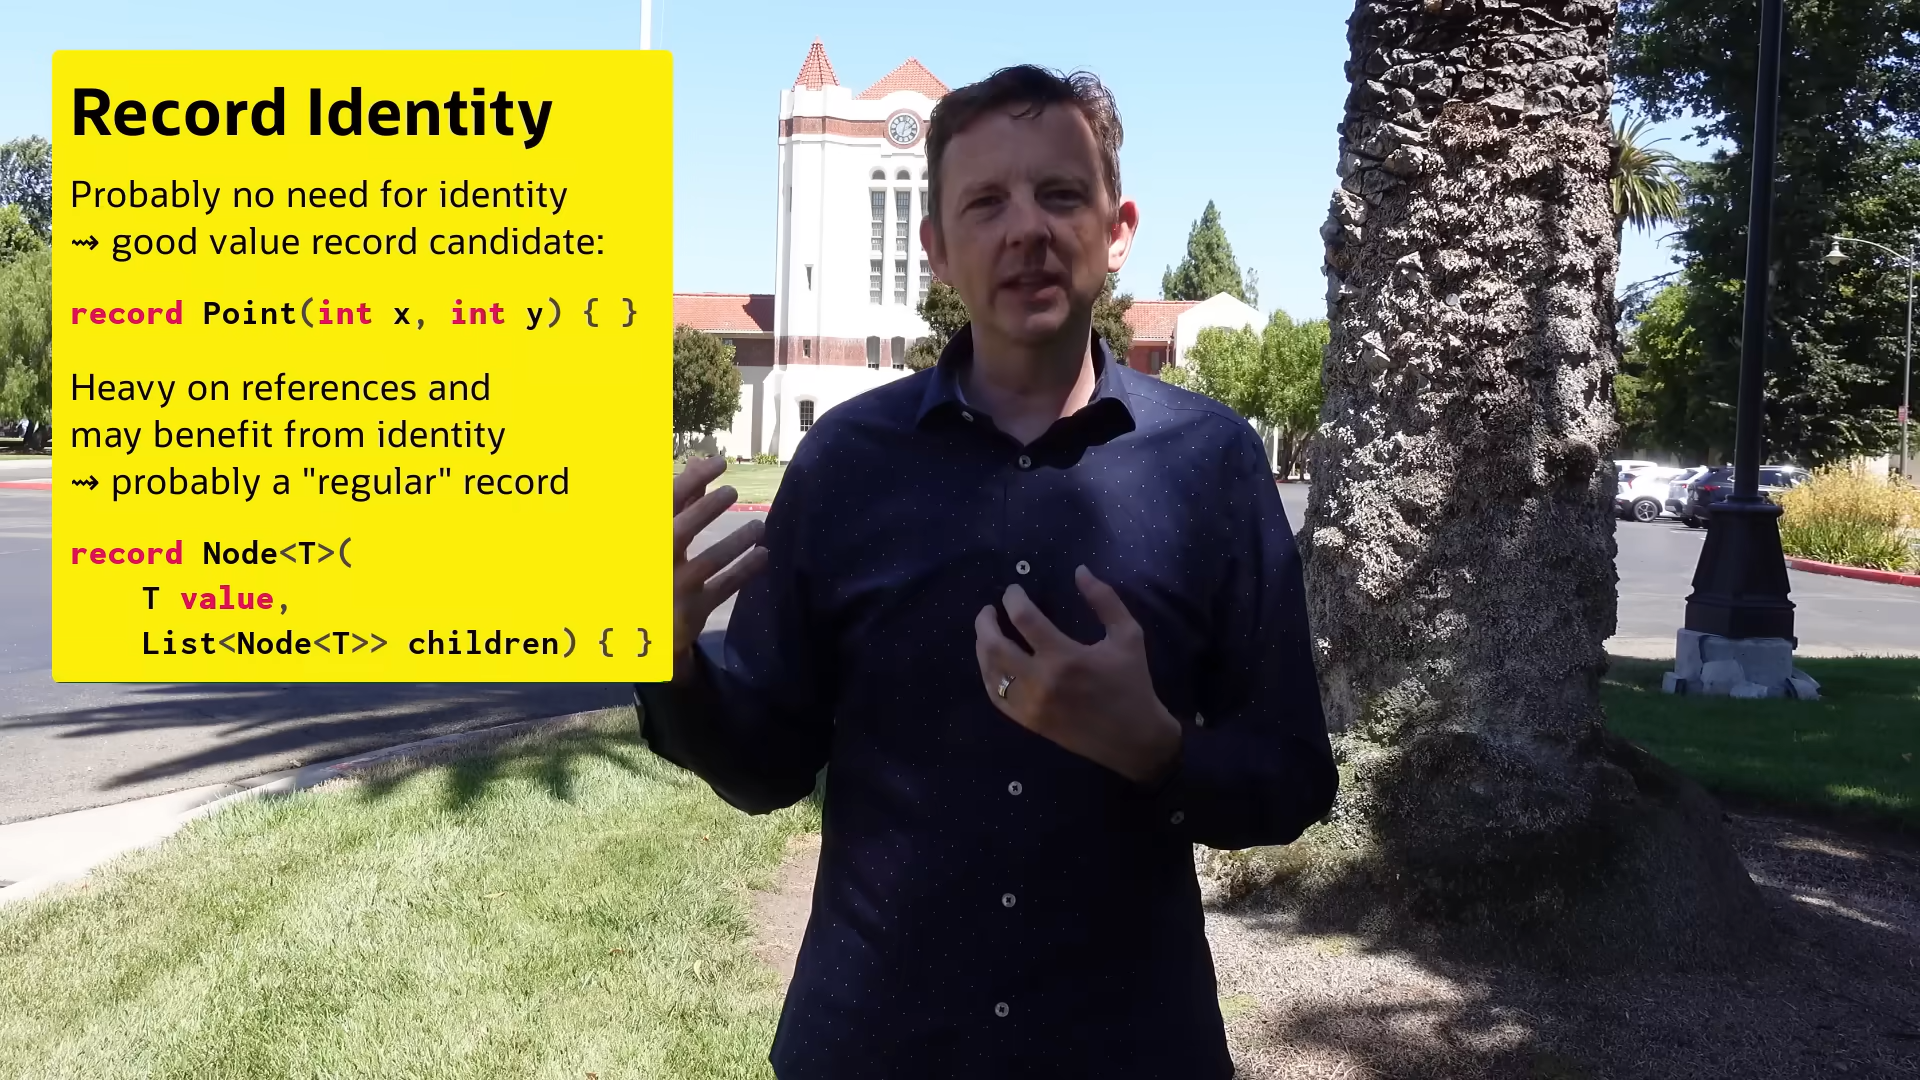 Record Identity
Probably no need for identity
⇝ good value record candidate:
record Point(int x, int y) { }
Heavy on references and
may benefit from identity
⇝ probably a "regular" record
record Node<T>(
    T value,
    List<Node<T>> children) { }